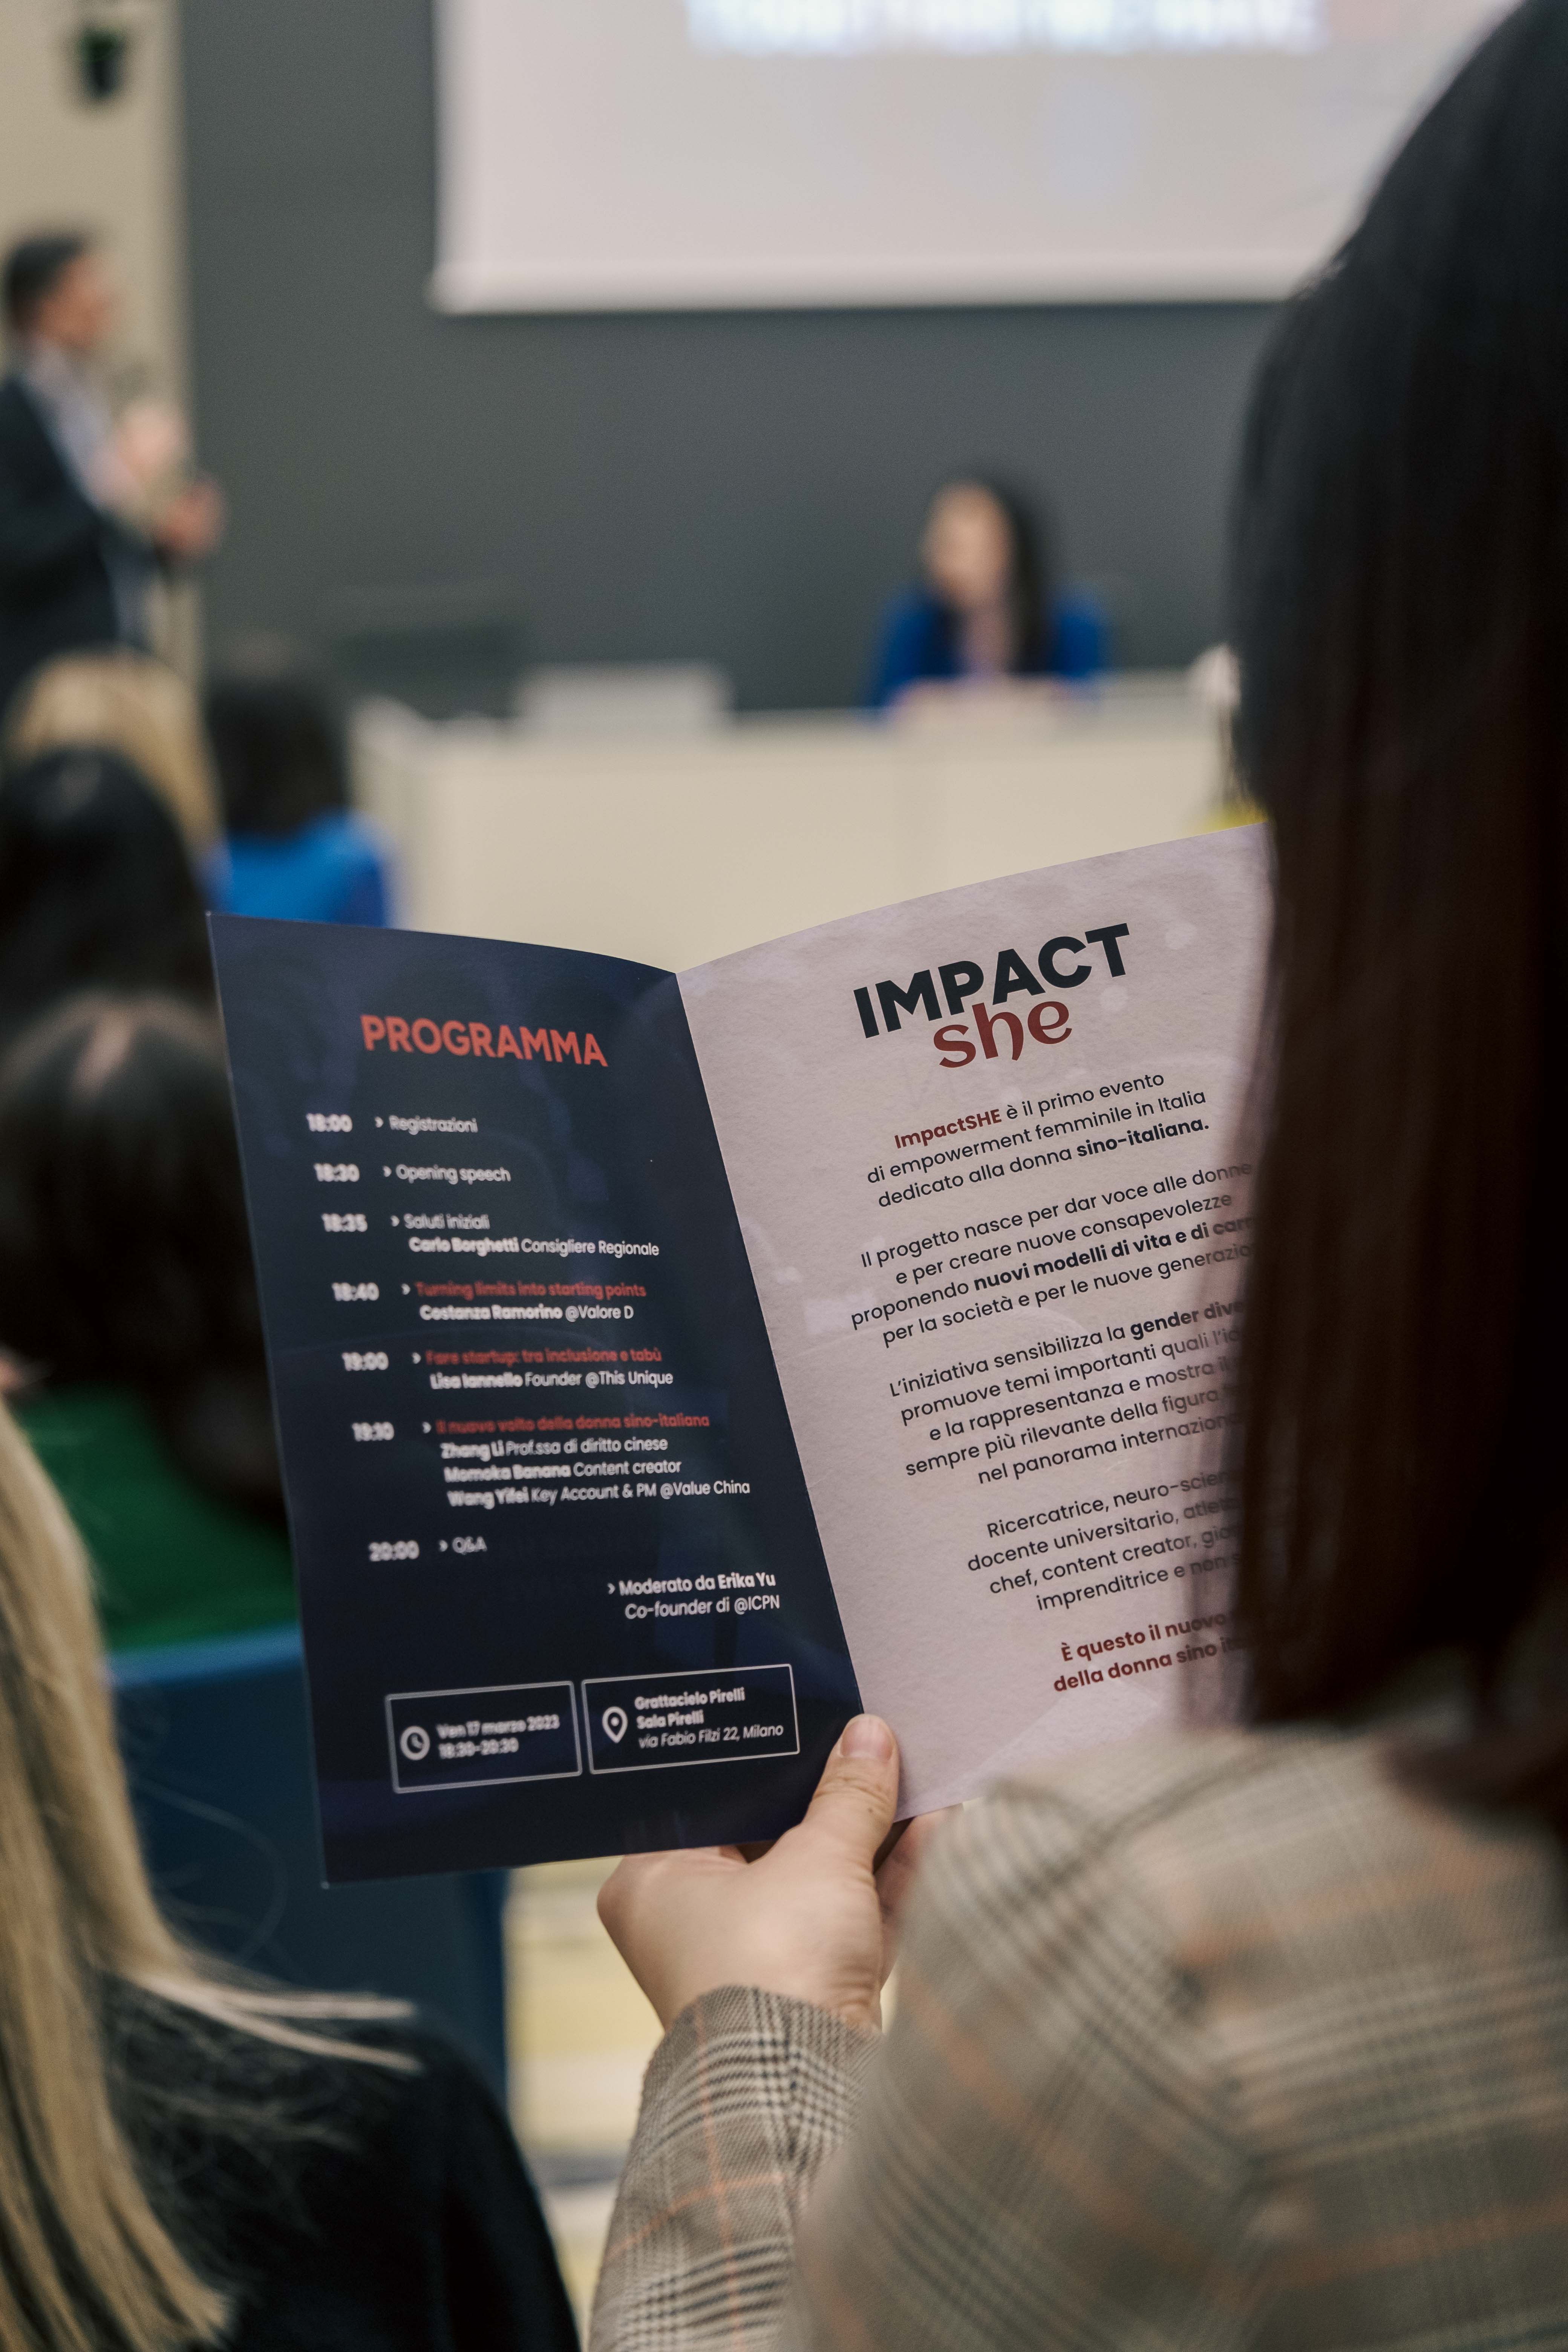 PROGRAMMA
18:00 › Registrazioni
18:30 › Opening speech
18:35 › Saluti iniziali
Carlo Borghetti Consigliere Regionale
18:40 › Turning limits into starting points
Costanza Ramorino @Valore D
19:00 › Fare startup: tra inclusione e tabù
Lisa Iannello Founder @This Unique
19:10 › Il nuovo volto della donna sino-italiana
Zhang Li Prof.ssa di diritto cinese
Momoka Banana Content creator
Wang Yifei Key Account & PM @Value China
20:00 › Q&A
› Moderato da Erika Yu
Co-founder di @ICPN
Ven 17 marzo 2023
18:30-20:30
Grattacielo Pirelli
Sala Pirelli
via Fabio Filzi 22, Milano
IMPACT
she
ImpactSHE è il primo evento
di empowerment femminile in Italia
dedicato alla donna sino-italiana.
Il progetto nasce per dar voce alle donne
e per creare nuove consapevolezze
proponendo nuovi modelli di vita e di
per la società e per le nuove
L'iniziativa sensibilizza la gender
promuove temi importanti quali
e la rappresentanza e mostra il
sempre più rilevante della figura
nel panorama
Ricercatrice,
docente universitario,
chef, content creator,
imprenditrice e non
È questo il nuovo
della donna sino